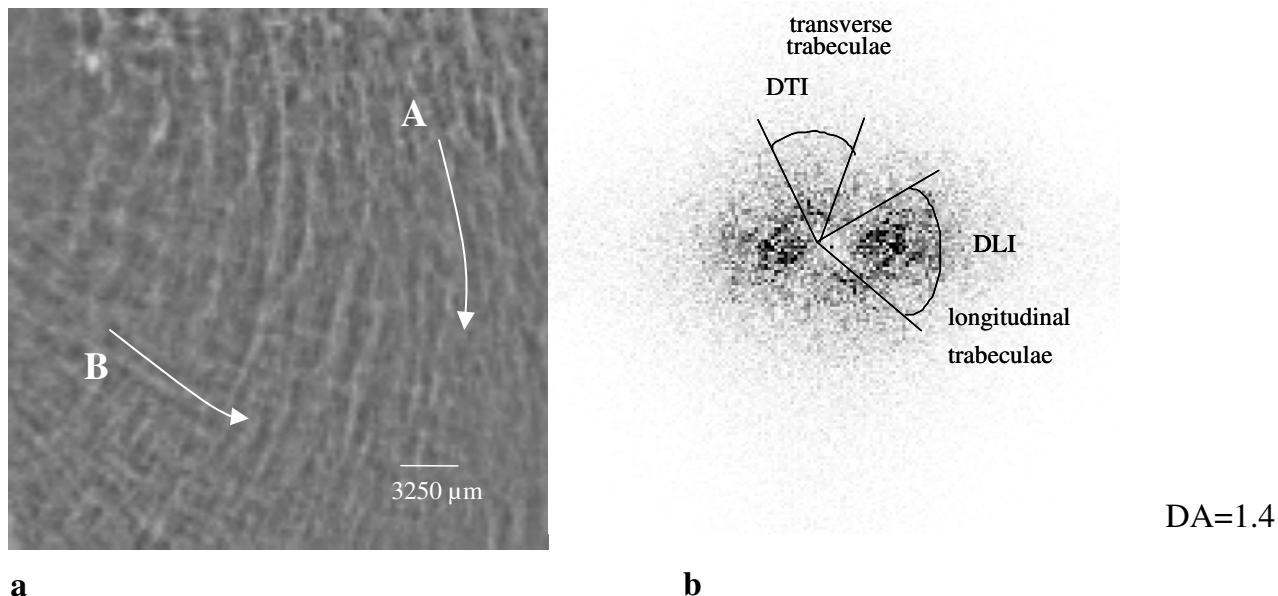 A
B
3250 µm
a
transverse
trabeculae
DTI
DLI
longitudinal
trabeculae
DA=1.4
b